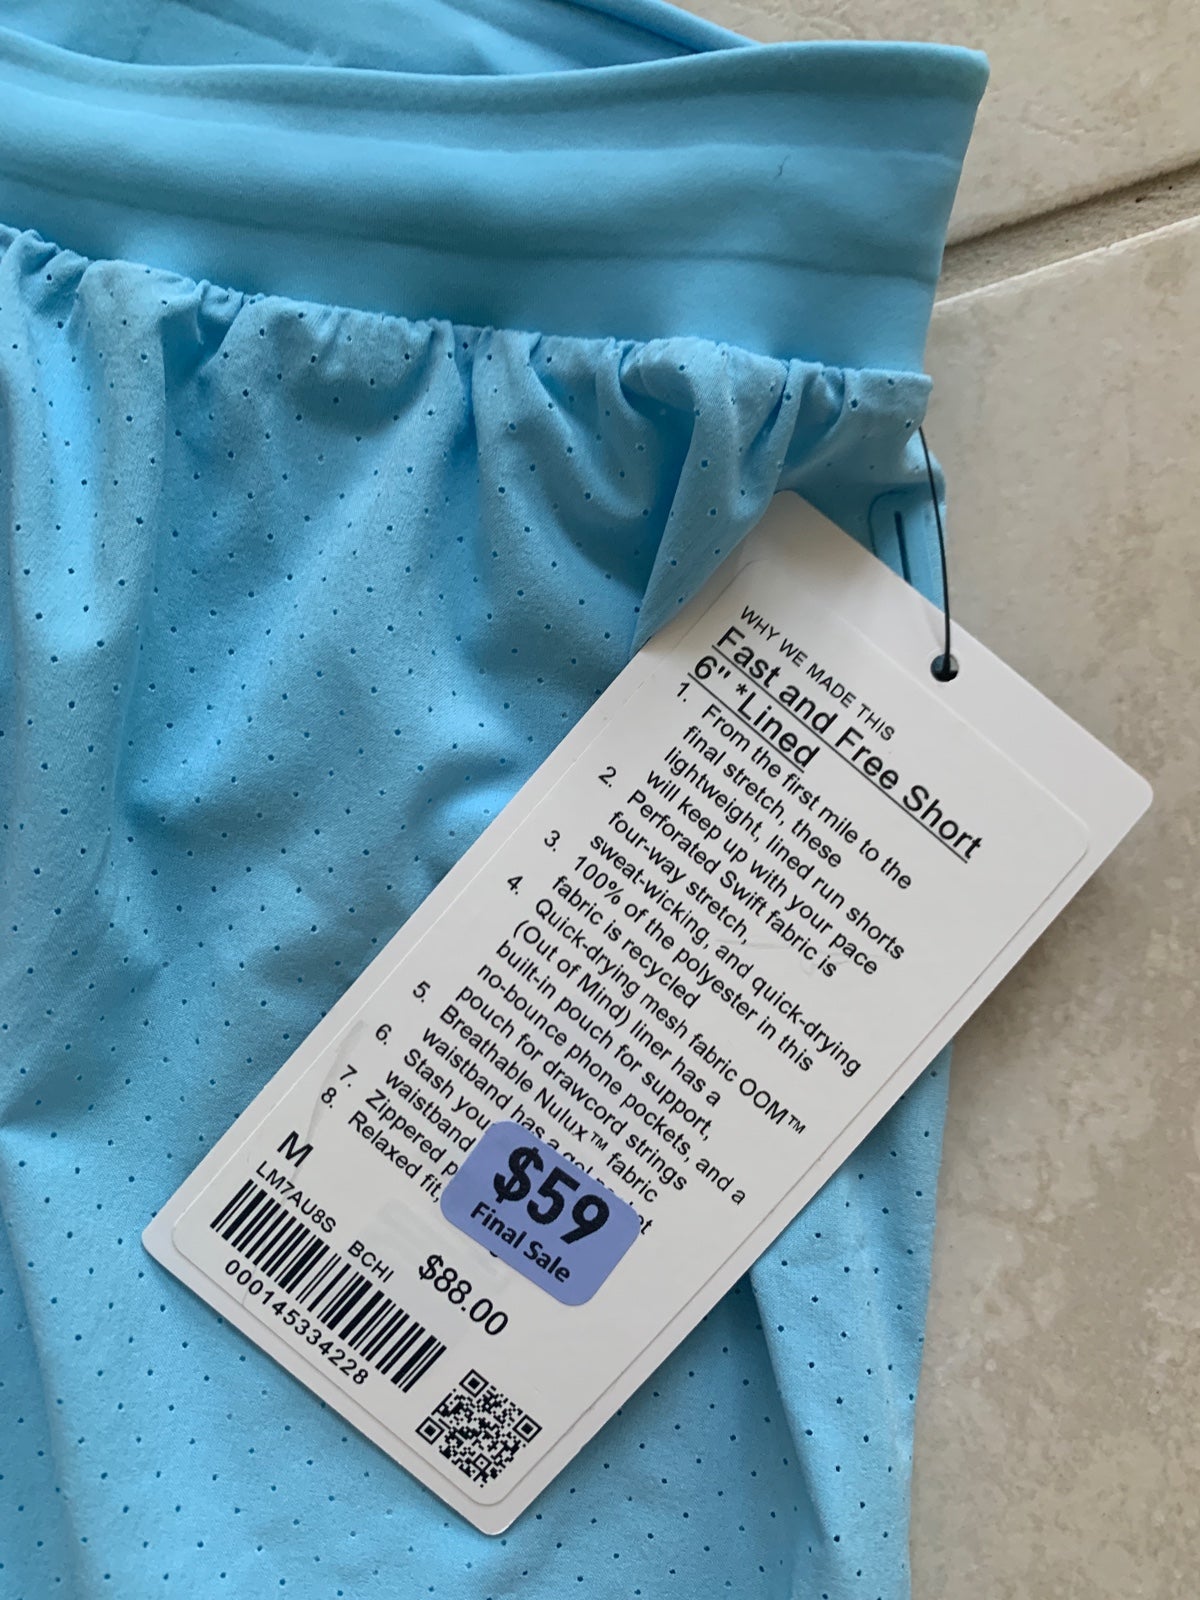 WHY WE MADE THIS
Fast and Free Short
6" *Lined
1. From the first mile to the
final stretch, these
lightweight, lined run shorts
will keep up with your pace
2. Perforated Swift fabric is
four-way stretch,
sweat-wicking, and quick-drying
3. 100% of the polyester in this
fabric is recycled
4. Quick-drying mesh fabric OOM™
(Out of Mind) liner has a
built-in pouch for support,
no-bounce phone pockets, and a
pouch for drawcord strings
5. Breathable Nulux™ fabric
waistband has a gel
6. Stash
waistband
7. Zippered
8. Relaxed fit,
$59
Final Sale
M
LM7AU8S BCHI $88.00
000145334228